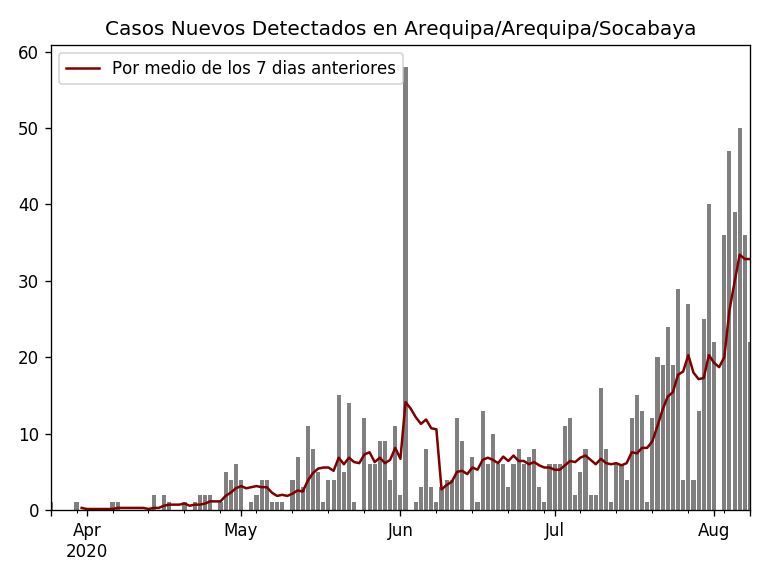 Casos Nuevos Detectados en Arequipa/Arequipa/Socabaya
Por medio de los 7 dias anteriores
60
50
40
30
20
10
0
Apr May Jun Jul Aug
2020